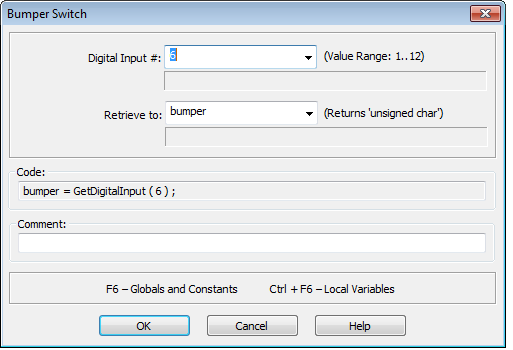 Bumper Switch
Digital Input #: 6 (Value Range: 1..12)
Retrieve to: bumper (Returns 'unsigned char')
Code:
bumper = GetDigitalInput ( 6 ) ;
Comment:
F6 – Globals and Constants Ctrl + F6 – Local Variables
OK Cancel Help